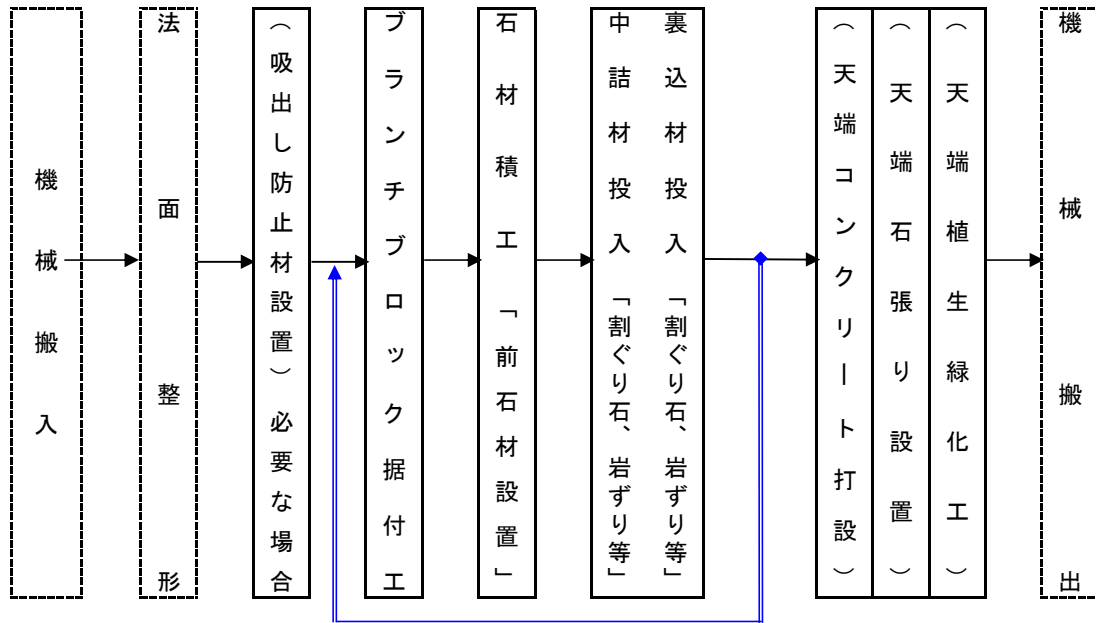 機械搬入
法面整形
（吸出し防止材設置）必要な場合
ブランチブロック据付工
石材積工「前石材設置」
裏込材投入「割ぐり石、岩ずり等」
中詰材投入「割ぐり石、岩ずり等」
（天端コンクリート打設）
（天端石張り設置）
（天端植生緑化工）
機械搬出